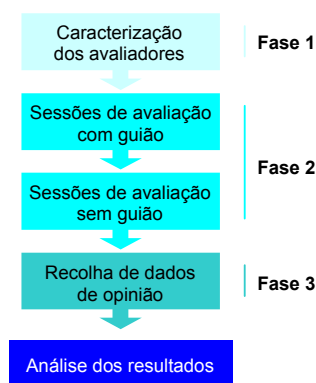 Caracterização
dos avaliadores
Fase 1
Sessões de avaliação
com guião
Fase 2
Sessões de avaliação
sem guião
Recolha de dados
de opinião
Fase 3
Análise dos resultados